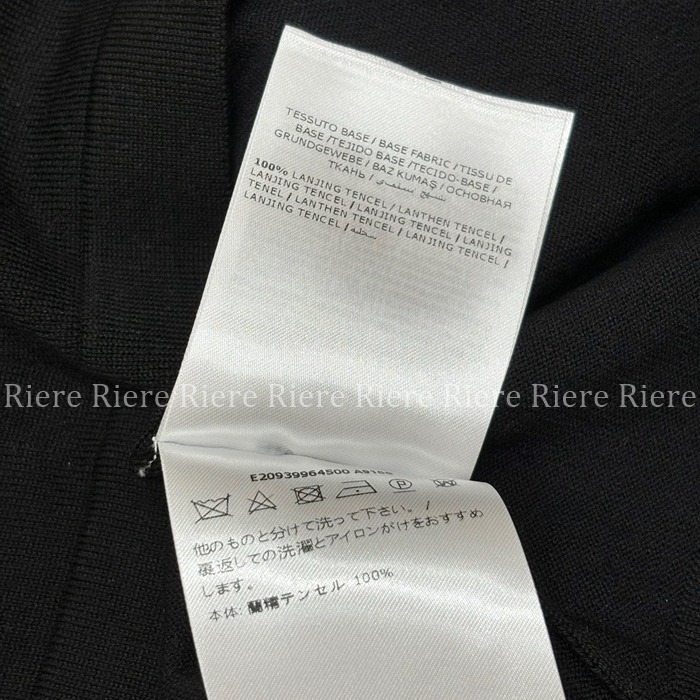 TESSUTO BASE / BASE FABRIC / TISSU DE
BASE /TEJIDO BASE /TECIDO-BASE /
GRUNDGEWEBE / BAZ KUMAŞ / ОСНОВНАЯ
ТКАНЬ /
100% LANJING TENCEL / LANTHEN TENCEL /
LANJING TENCEL / LANJING TENCEL / LANJING
TENEL / LANTHEN TENCEL / LANJING TENCEL /
LANJING TENCEL /
Riere Riere Riere Riere Riere Riere Riere Riere
E20939964500
他のものと分けて洗って下さい。/
裏返しての洗濯とアイロンがけをおすすめ
します。
本体: 蘭精テンセル 100%